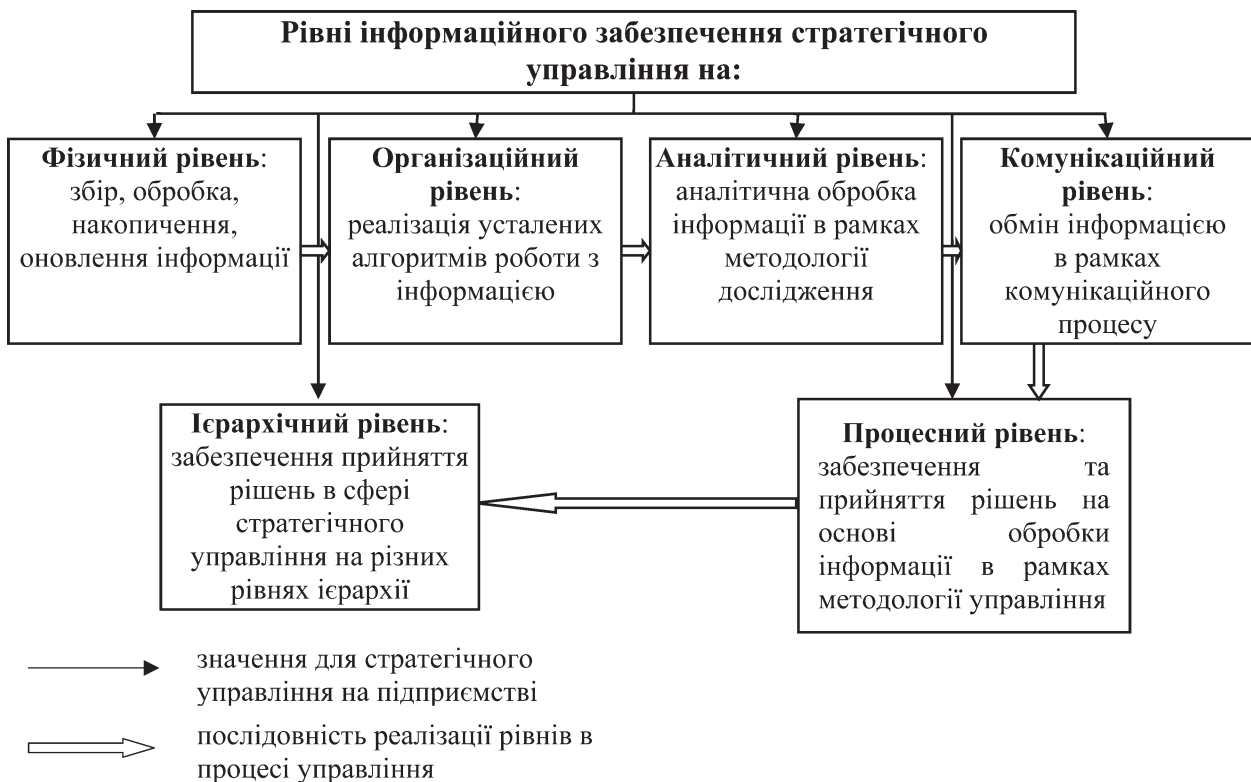 Рівні інформаційного забезпечення стратегічного
управління на:
Фізичний рівень:
збір, обробка,
накопичення,
оновлення інформації
Організаційний
рівень:
реалізація усталених
алгоритмів роботи з
інформацією
Аналітичний рівень:
аналітична обробка
інформації в рамках
методології
дослідження
Комунікаційний
рівень:
обмін інформацією
в рамках
комунікаційного
процесу
Ієрархічний рівень:
забезпечення прийняття
рішень в сфері
стратегічного
управління на різних
рівнях ієрархії
Процесний рівень:
забезпечення та
прийняття рішень на
основі обробки
інформації в рамках
методології управління
значення для стратегічного
управління на підприємстві
послідовність реалізації рівнів в
процесі управління